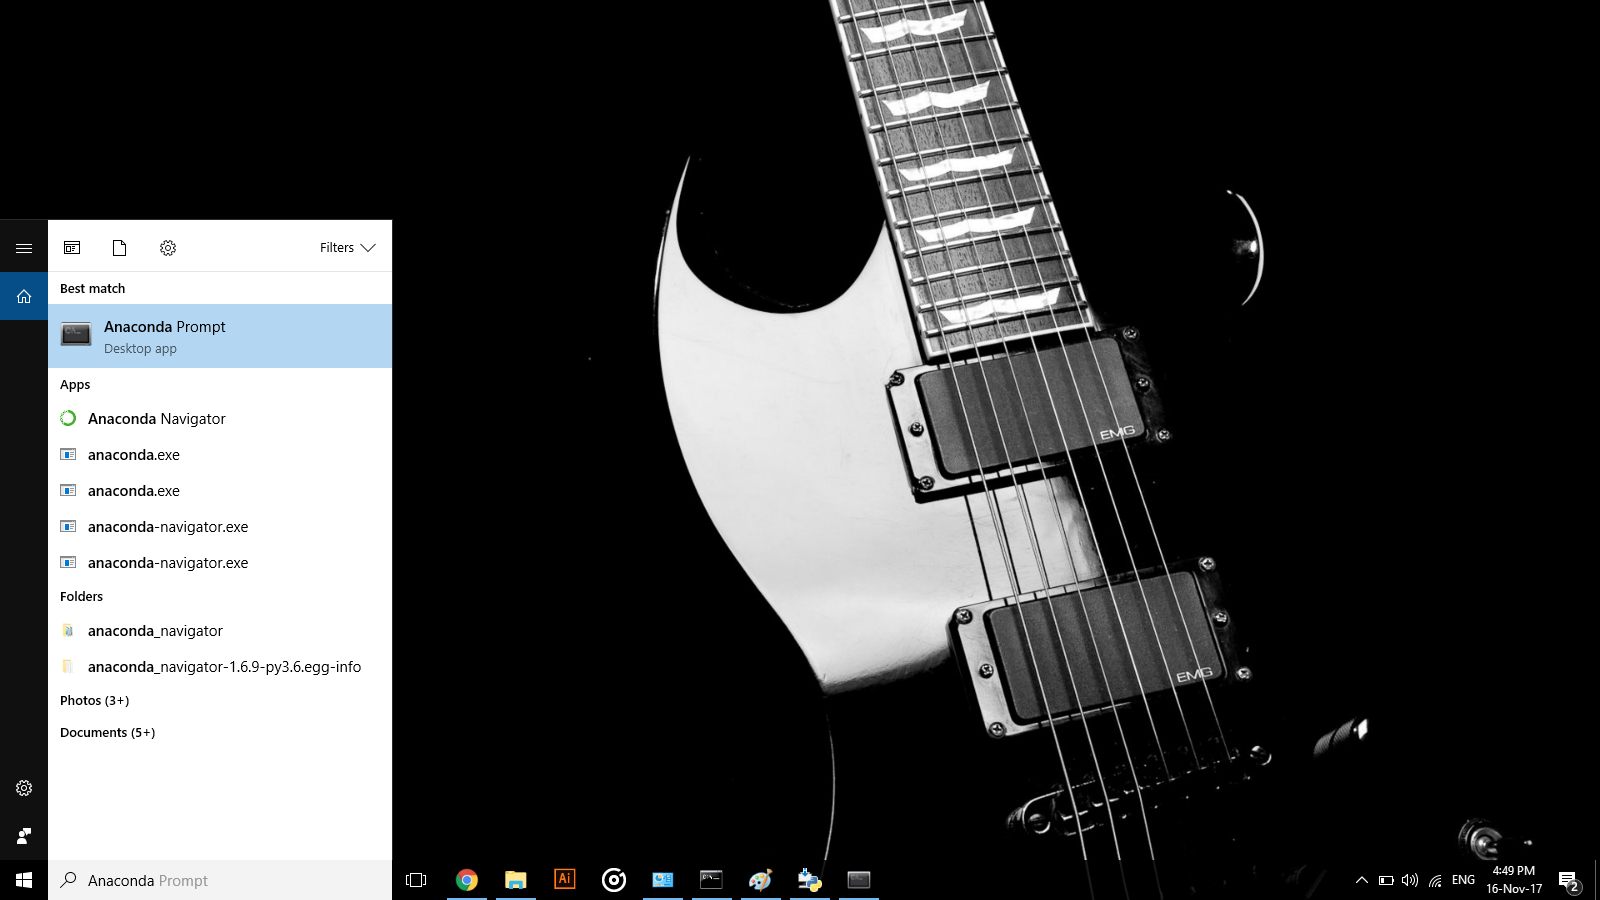 Filters
Best match
Anaconda Prompt
Desktop app
Apps
Anaconda Navigator
anaconda.exe
anaconda.exe
anaconda-navigator.exe
anaconda-navigator.exe
Folders
anaconda_navigator
anaconda_navigator-1.6.9-py3.6.egg-info
Photos (3+)
Documents (5+)
Anaconda Prompt
EMG
EMG
Ai
ENG
4:49 PM
16-Nov-17
2